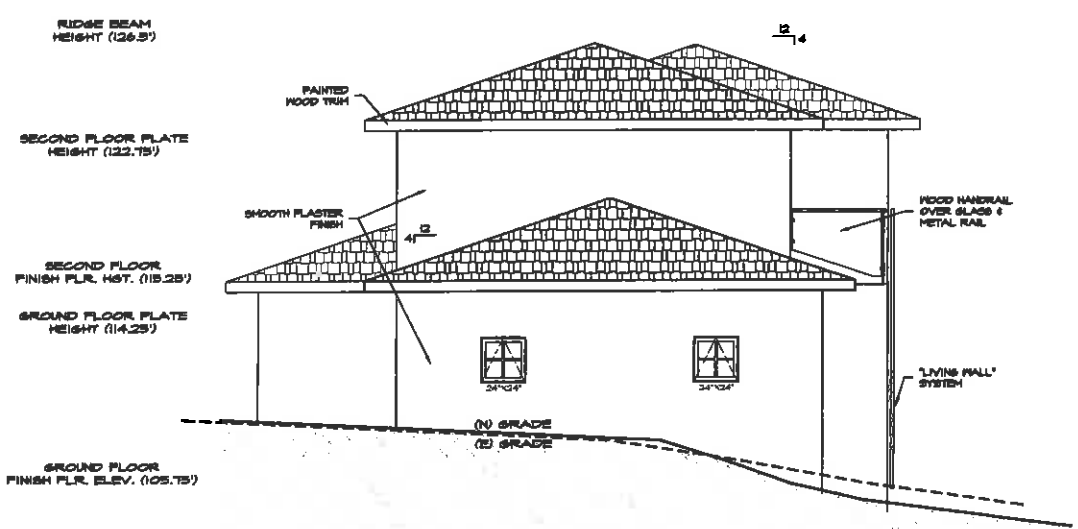 RIDGE BEAM
HEIGHT (126.5')
12
4
PAINTED
WOOD TRIM
SECOND FLOOR PLATE
HEIGHT (122.75')
SMOOTH PLASTER
FINISH
WOOD HANDRAIL
OVER GLASS &
METAL RAIL
12
4
SECOND FLOOR
FINISH FLR. HGT. (115.25')
GROUND FLOOR PLATE
HEIGHT (114.25')
24"X24"
24"X24"
"LIVING WALL"
SYSTEM
(N) GRADE
(E) GRADE
GROUND FLOOR
FINISH FLR. ELEV. (105.75')